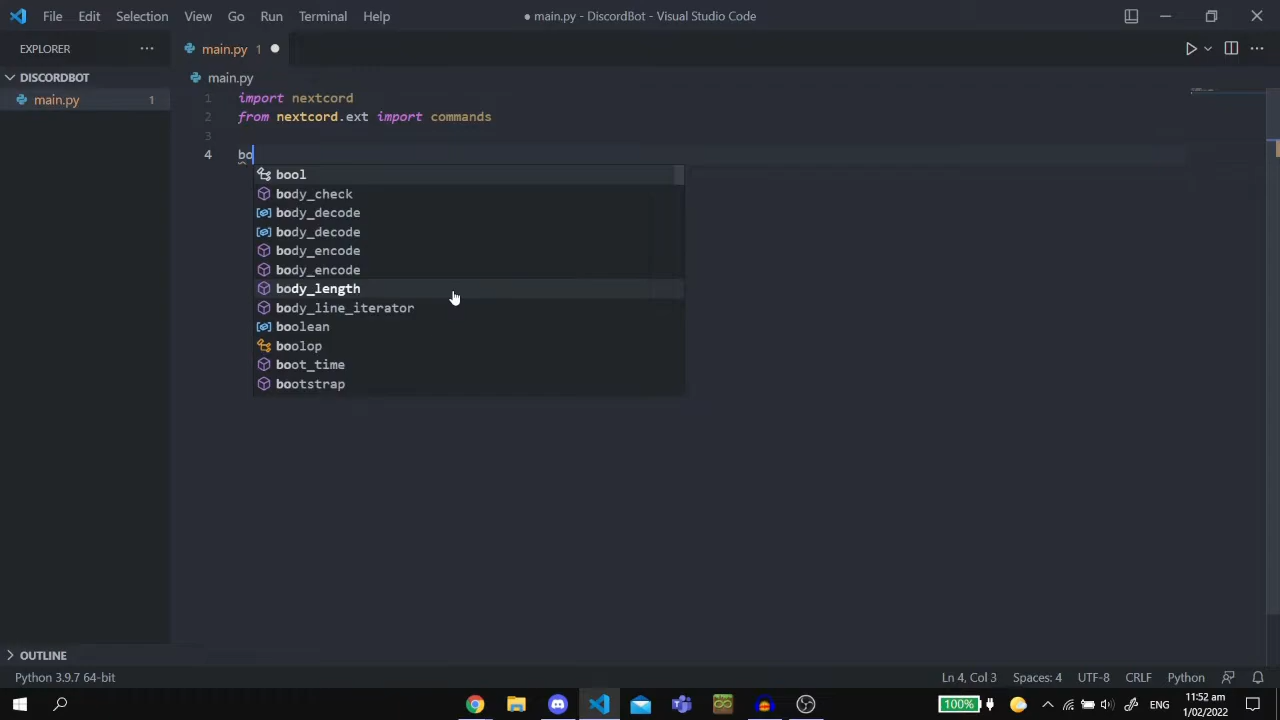 File Edit Selection View Go Run Terminal Help
main.py - DiscordBot - Visual Studio Code
EXPLORER
main.py 1
DISCORDBOT
main.py 1
main.py
1 import nextcord
2 from nextcord.ext import commands
3
4 bo
bool
body_check
body_decode
body_decode
body_encode
body_encode
body_length
body_line_iterator
boolean
boolop
boot_time
bootstrap
OUTLINE
Python 3.9.7 64-bit
Ln 4, Col 3 Spaces: 4 UTF-8 CRLF Python
100% ENG 11:52 am
1/02/2022